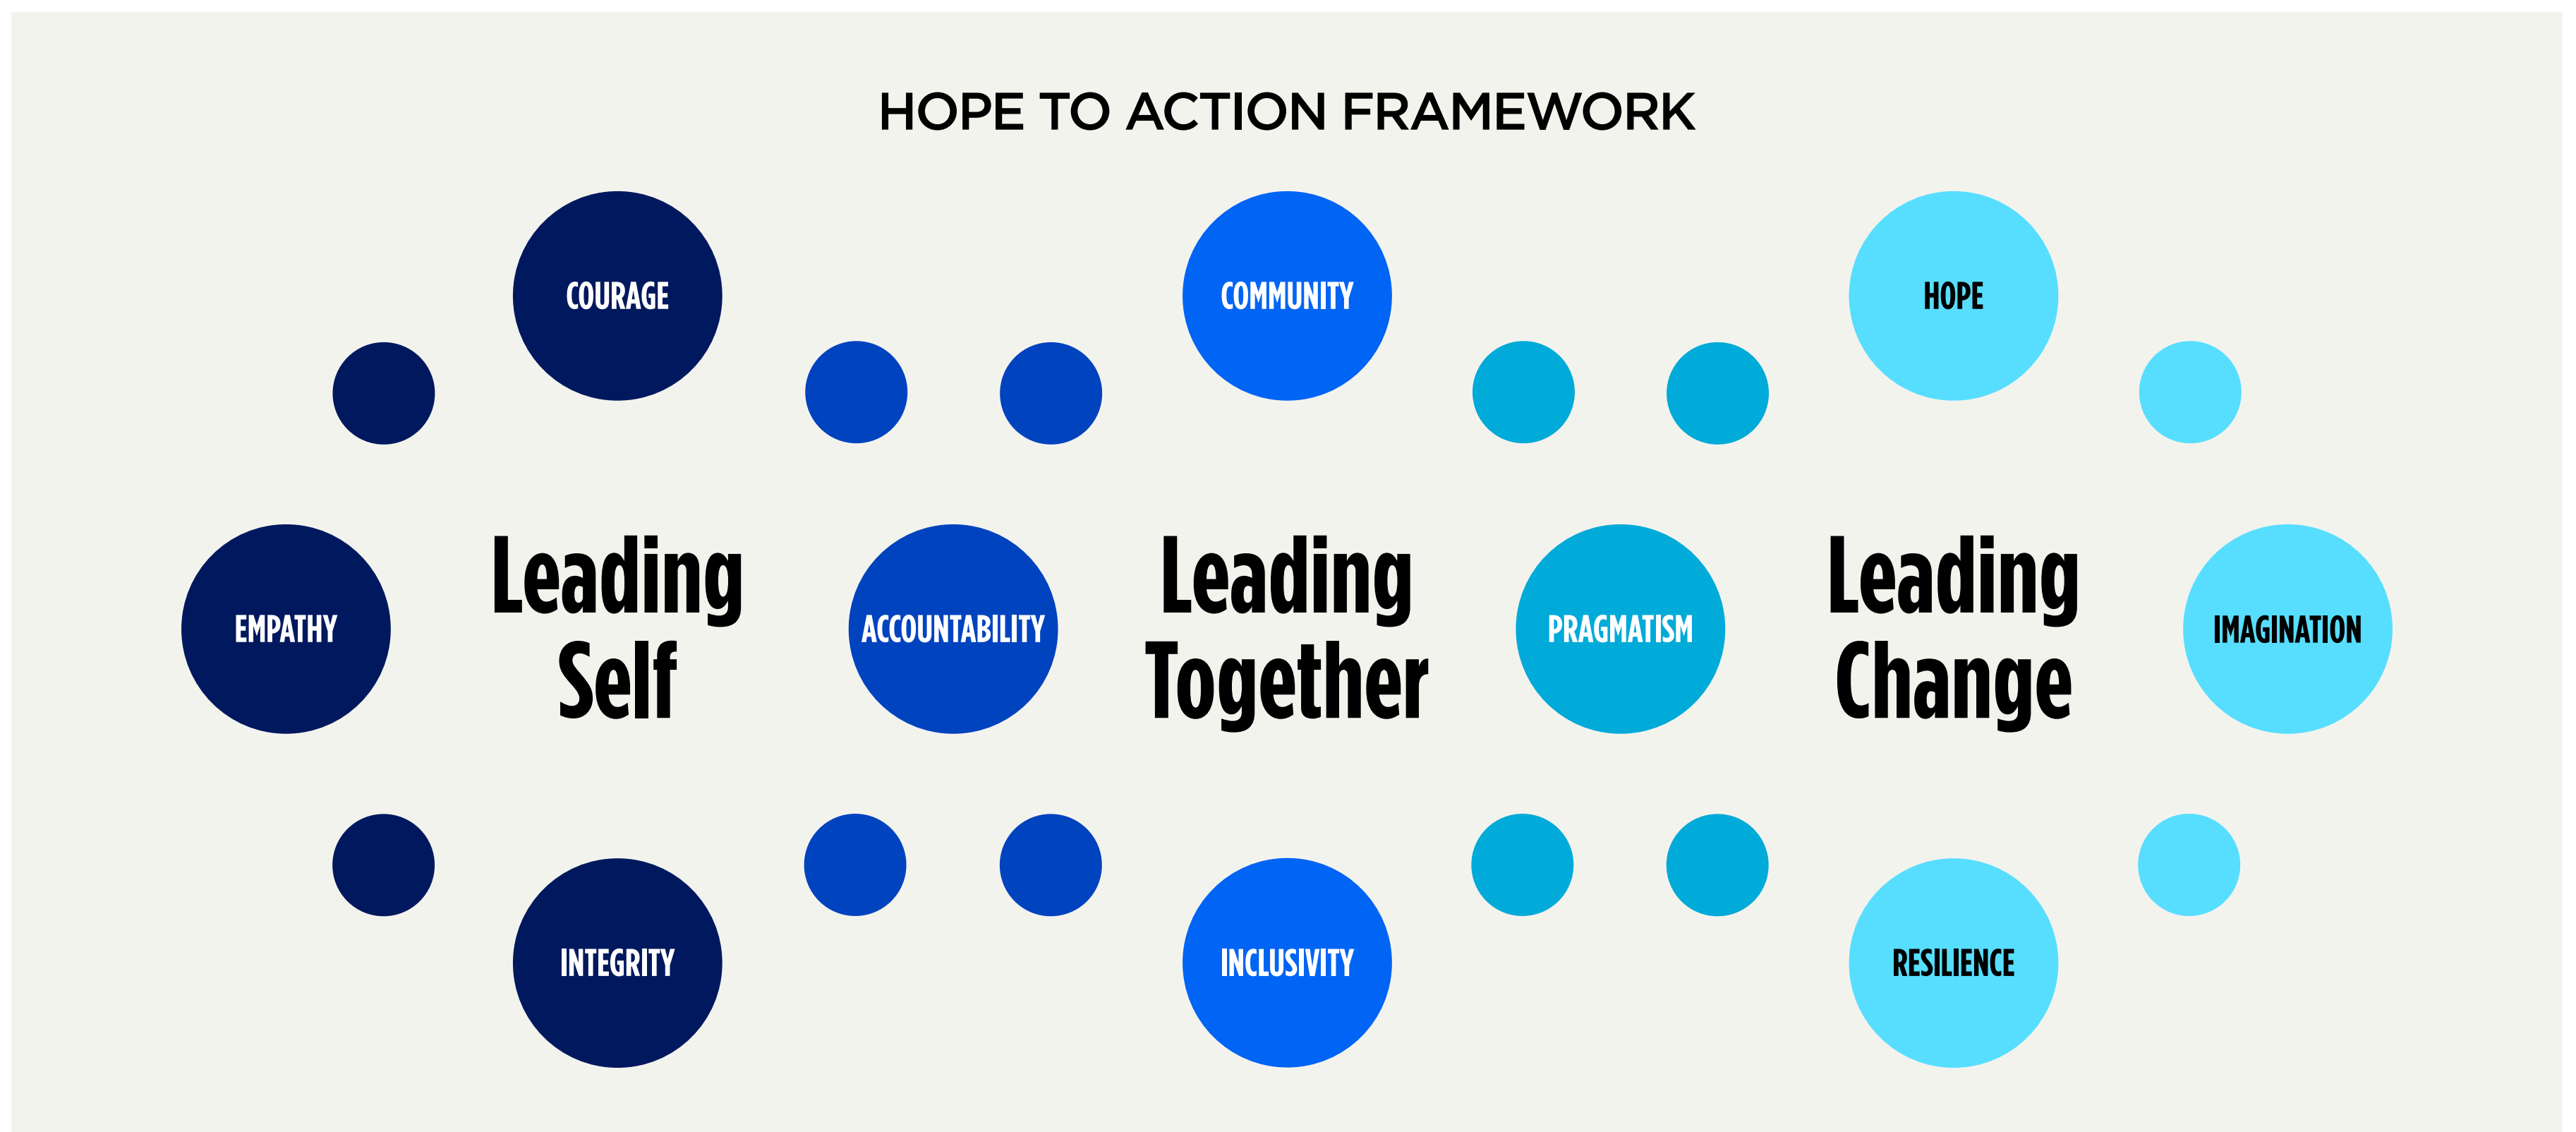 HOPE TO ACTION FRAMEWORK
COURAGE
COMMUNITY
HOPE
EMPATHY
Leading
Self
ACCOUNTABILITY
Leading
Together
PRAGMATISM
Leading
Change
IMAGINATION
INTEGRITY
INCLUSIVITY
RESILIENCE